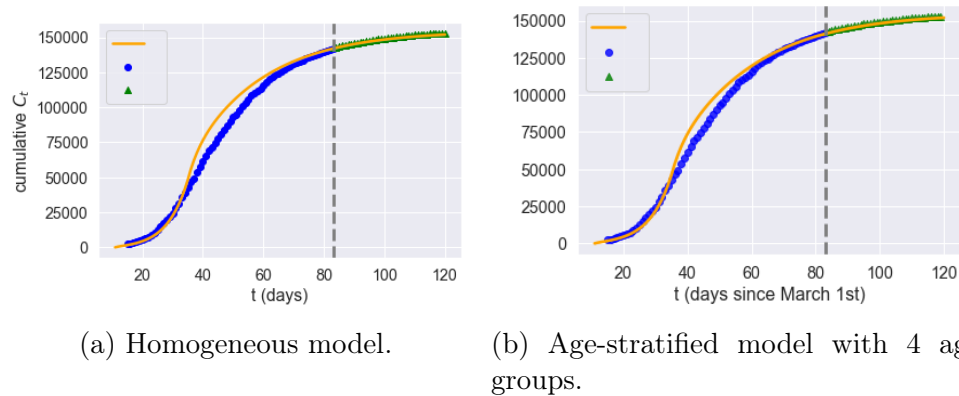 150000
125000
100000
75000
50000
25000
0
cumulative C_t
20 40 60 80 100 120
t (days)
150000
125000
100000
75000
50000
25000
0
20 40 60 80 100 120
t (days since March 1st)
(a) Homogeneous model.
(b) Age-stratified model with 4 ag
groups.